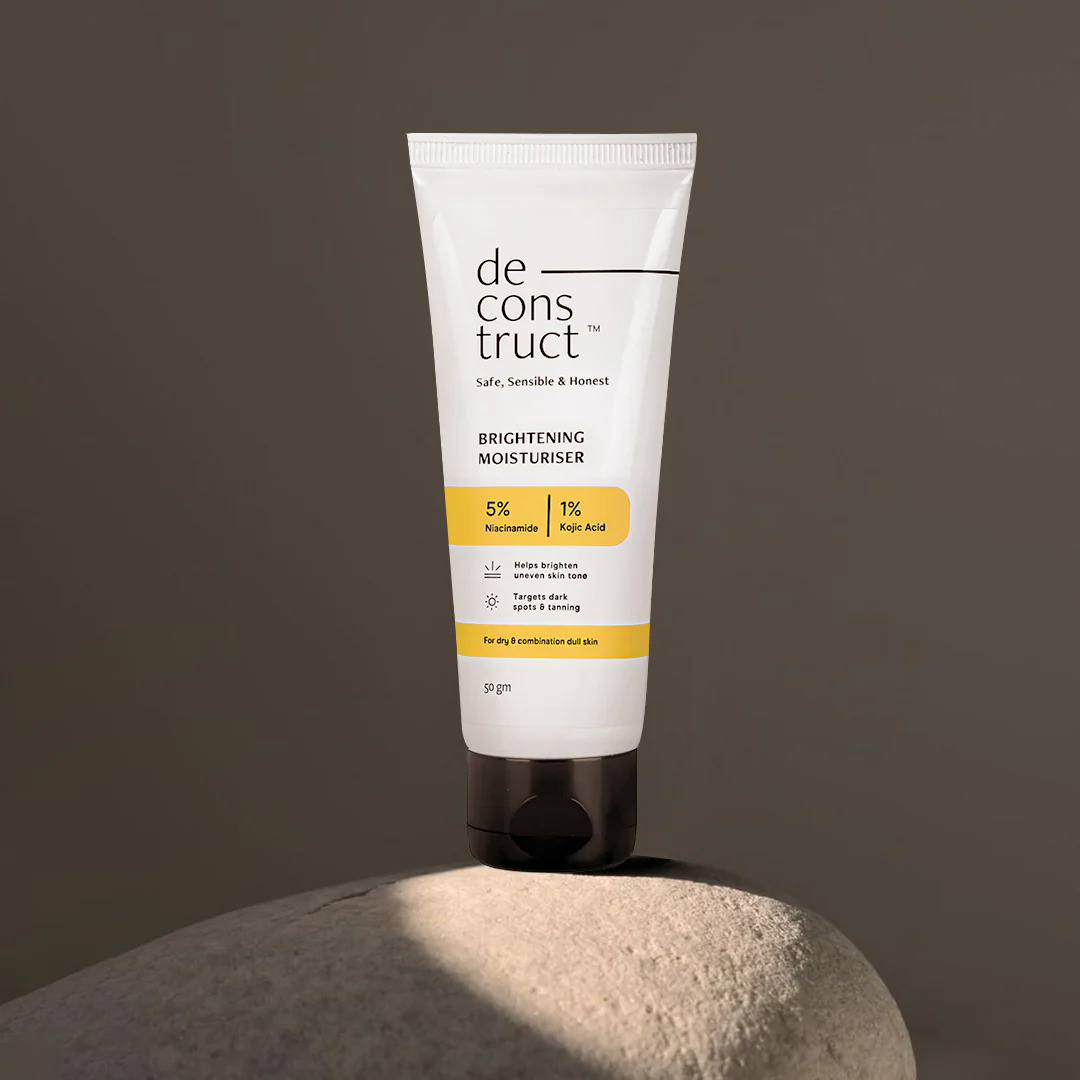 de
cons
truct™
Safe, Sensible & Honest
BRIGHTENING
MOISTURISER
5% | 1%
Niacinamide | Kojic Acid
Helps brighten
uneven skin tone
Targets dark
spots & tanning
For dry & combination dull skin
50 gm